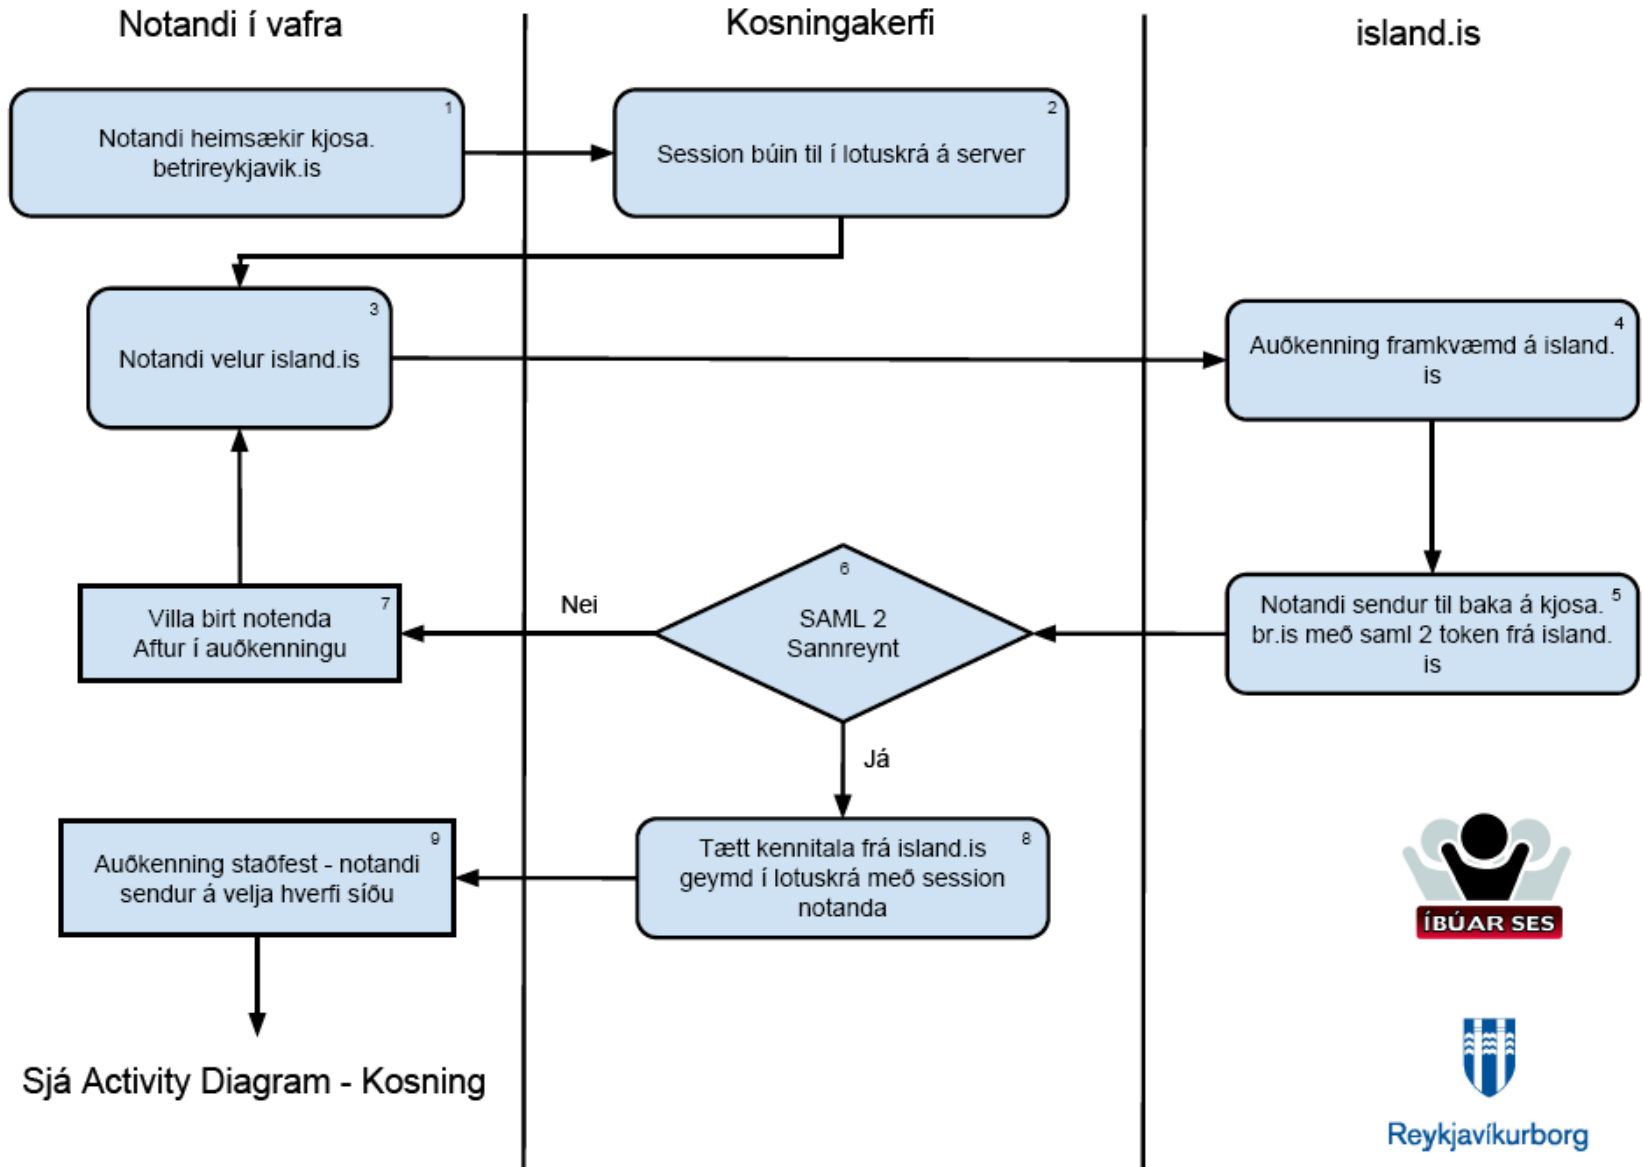 Notandi í vafra
Kosningakerfi
island.is
1
Notandi heimsækir kjosa.
betrireykjavik.is
2
Session búin til í lotuskrá á server
3
Notandi velur island.is
4
Auðkenning framkvæmd á island.
is
5
Notandi sendur til baka á kjosa.
br.is með saml 2 token frá island.
is
6
SAML 2
Sannreynt
Nei
7
Villa birt notenda
Aftur í auðkenningu
Já
8
Tætt kennitala frá island.is
geymd í lotuskrá með session
notanda
9
Auðkenning staðfest - notandi
sendur á velja hverfi síðu
Sjá Activity Diagram - Kosning
ÍBÚAR SES
Reykjavíkurborg